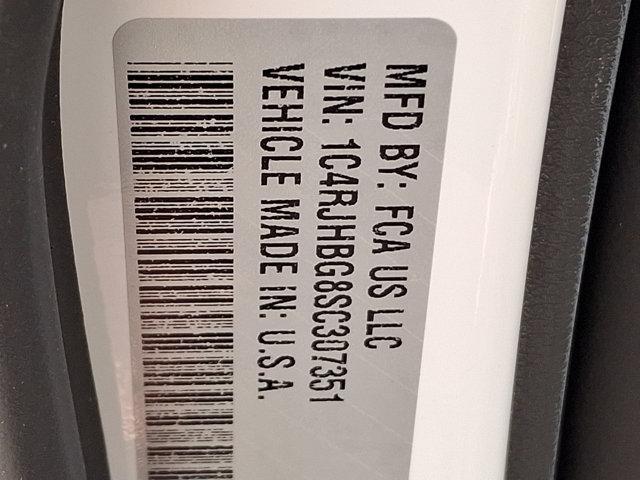 MFD BY: FCA US LLC
VIN: 1C4RJHBG8SC307351
VEHICLE MADE IN: U.S.A.